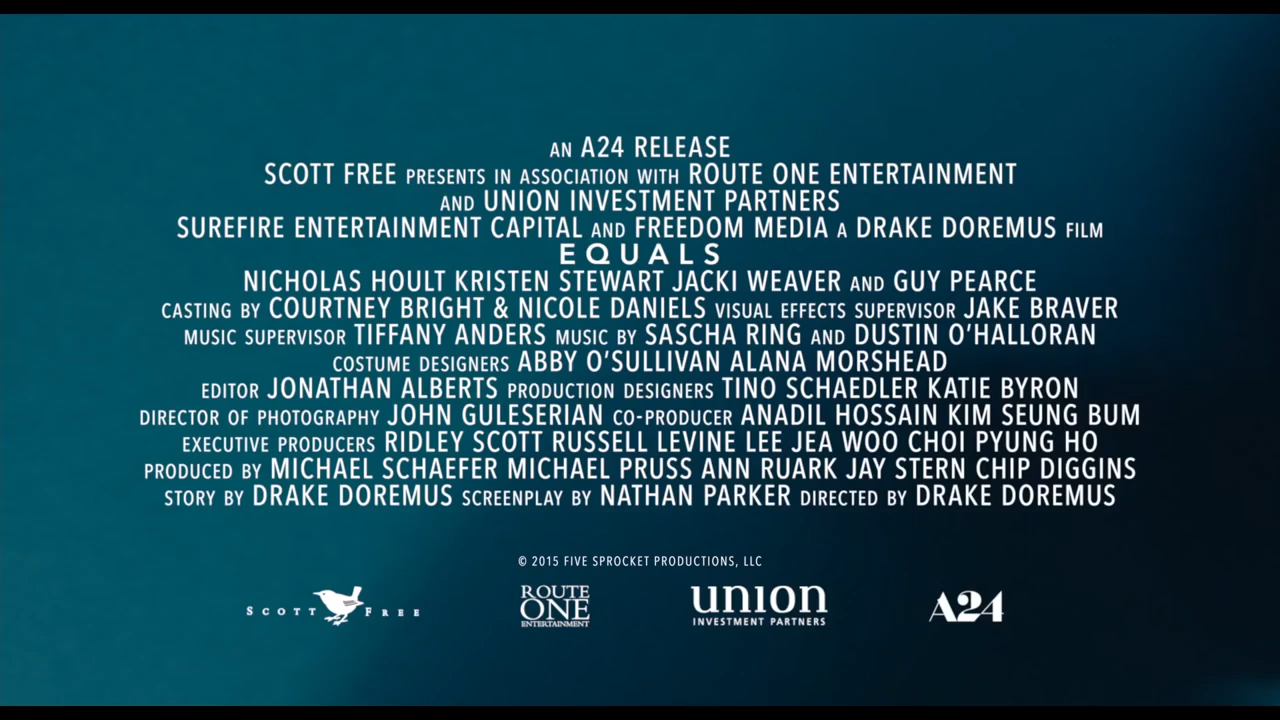 AN A24 RELEASE
SCOTT FREE PRESENTS IN ASSOCIATION WITH ROUTE ONE ENTERTAINMENT
AND UNION INVESTMENT PARTNERS
SUREFIRE ENTERTAINMENT CAPITAL AND FREEDOM MEDIA A DRAKE DOREMUS FILM
EQUALS
NICHOLAS HOULT KRISTEN STEWART JACKI WEAVER AND GUY PEARCE
CASTING BY COURTNEY BRIGHT & NICOLE DANIELS VISUAL EFFECTS SUPERVISOR JAKE BRAVER
MUSIC SUPERVISOR TIFFANY ANDERS MUSIC BY SASCHA RING AND DUSTIN O'HALLORAN
COSTUME DESIGNERS ABBY O'SULLIVAN ALANA MORSHEAD
EDITOR JONATHAN ALBERTS PRODUCTION DESIGNERS TINO SCHAEDLER KATIE BYRON
DIRECTOR OF PHOTOGRAPHY JOHN GULESERIAN CO-PRODUCER ANADIL HOSSAIN KIM SEUNG BUM
EXECUTIVE PRODUCERS RIDLEY SCOTT RUSSELL LEVINE LEE JEA WOO CHOI PYUNG HO
PRODUCED BY MICHAEL SCHAEFER MICHAEL PRUSS ANN RUARK JAY STERN CHIP DIGGINS
STORY BY DRAKE DOREMUS SCREENPLAY BY NATHAN PARKER DIRECTED BY DRAKE DOREMUS
© 2015 FIVE SPROCKET PRODUCTIONS, LLC
SCOTT FREE
ROUTE
ONE
ENTERTAINMENT
union
INVESTMENT PARTNERS
A24